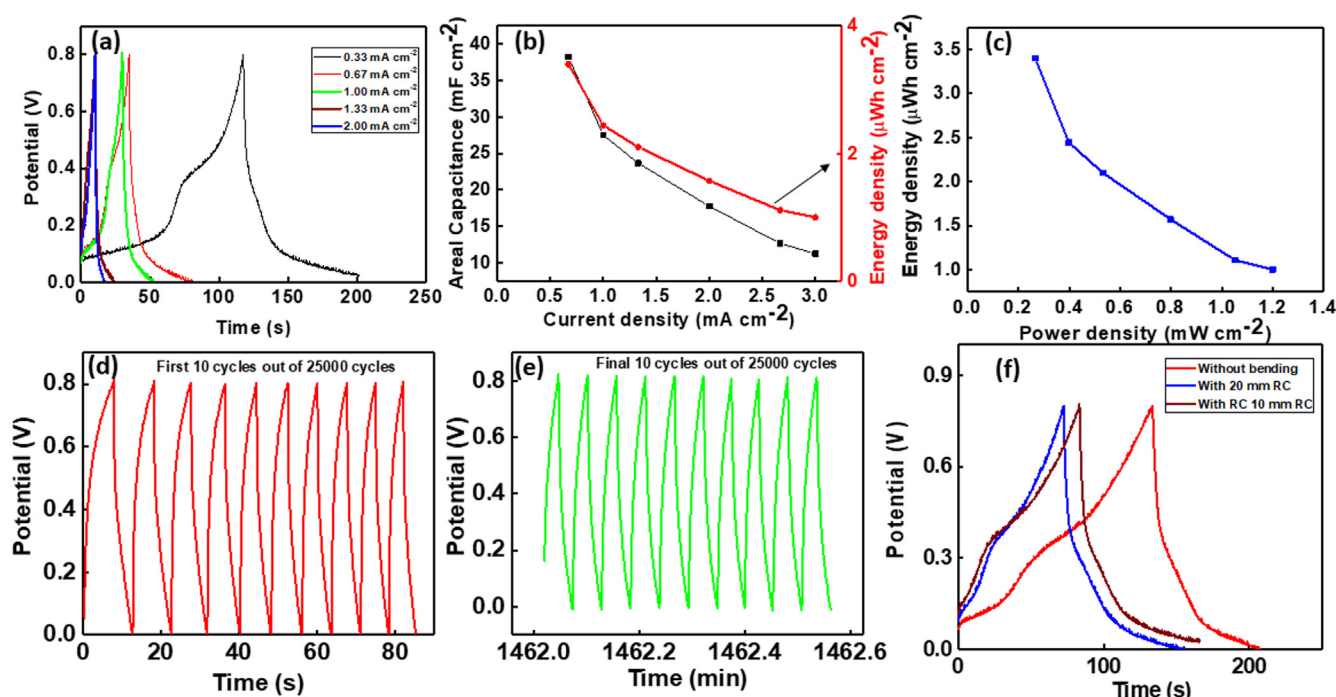 (a)
0.33 mA cm-2
0.67 mA cm-2
1.00 mA cm-2
1.33 mA cm-2
2.00 mA cm-2
Potential (V)
0.8
0.6
0.4
0.2
0.0
0 50 100 150 200 250
Time (s)
(b)
Areal Capacitance (mF cm-2)
40
35
30
25
20
15
10
0.0 0.5 1.0 1.5 2.0 2.5 3.0
Current density (mA cm-2)
4
2
0
Energy density (μWh cm-2)
(c)
Energy density (μWh cm-2)
3.5
3.0
2.5
2.0
1.5
1.0
0.0 0.2 0.4 0.6 0.8 1.0 1.2 1.4
Power density (mW cm-2)
(d)
First 10 cycles out of 25000 cycles
Potential (V)
0.8
0.6
0.4
0.2
0.0
0 20 40 60 80
Time (s)
(e)
Final 10 cycles out of 25000 cycles
Potential (V)
0.8
0.6
0.4
0.2
0.0
1462.0 1462.2 1462.4 1462.6
Time (min)
(f)
Without bending
With 20 mm RC
With RC 10 mm RC
Potential (V)
0.9
0.6
0.3
0.0
0 100 200
Time (s)